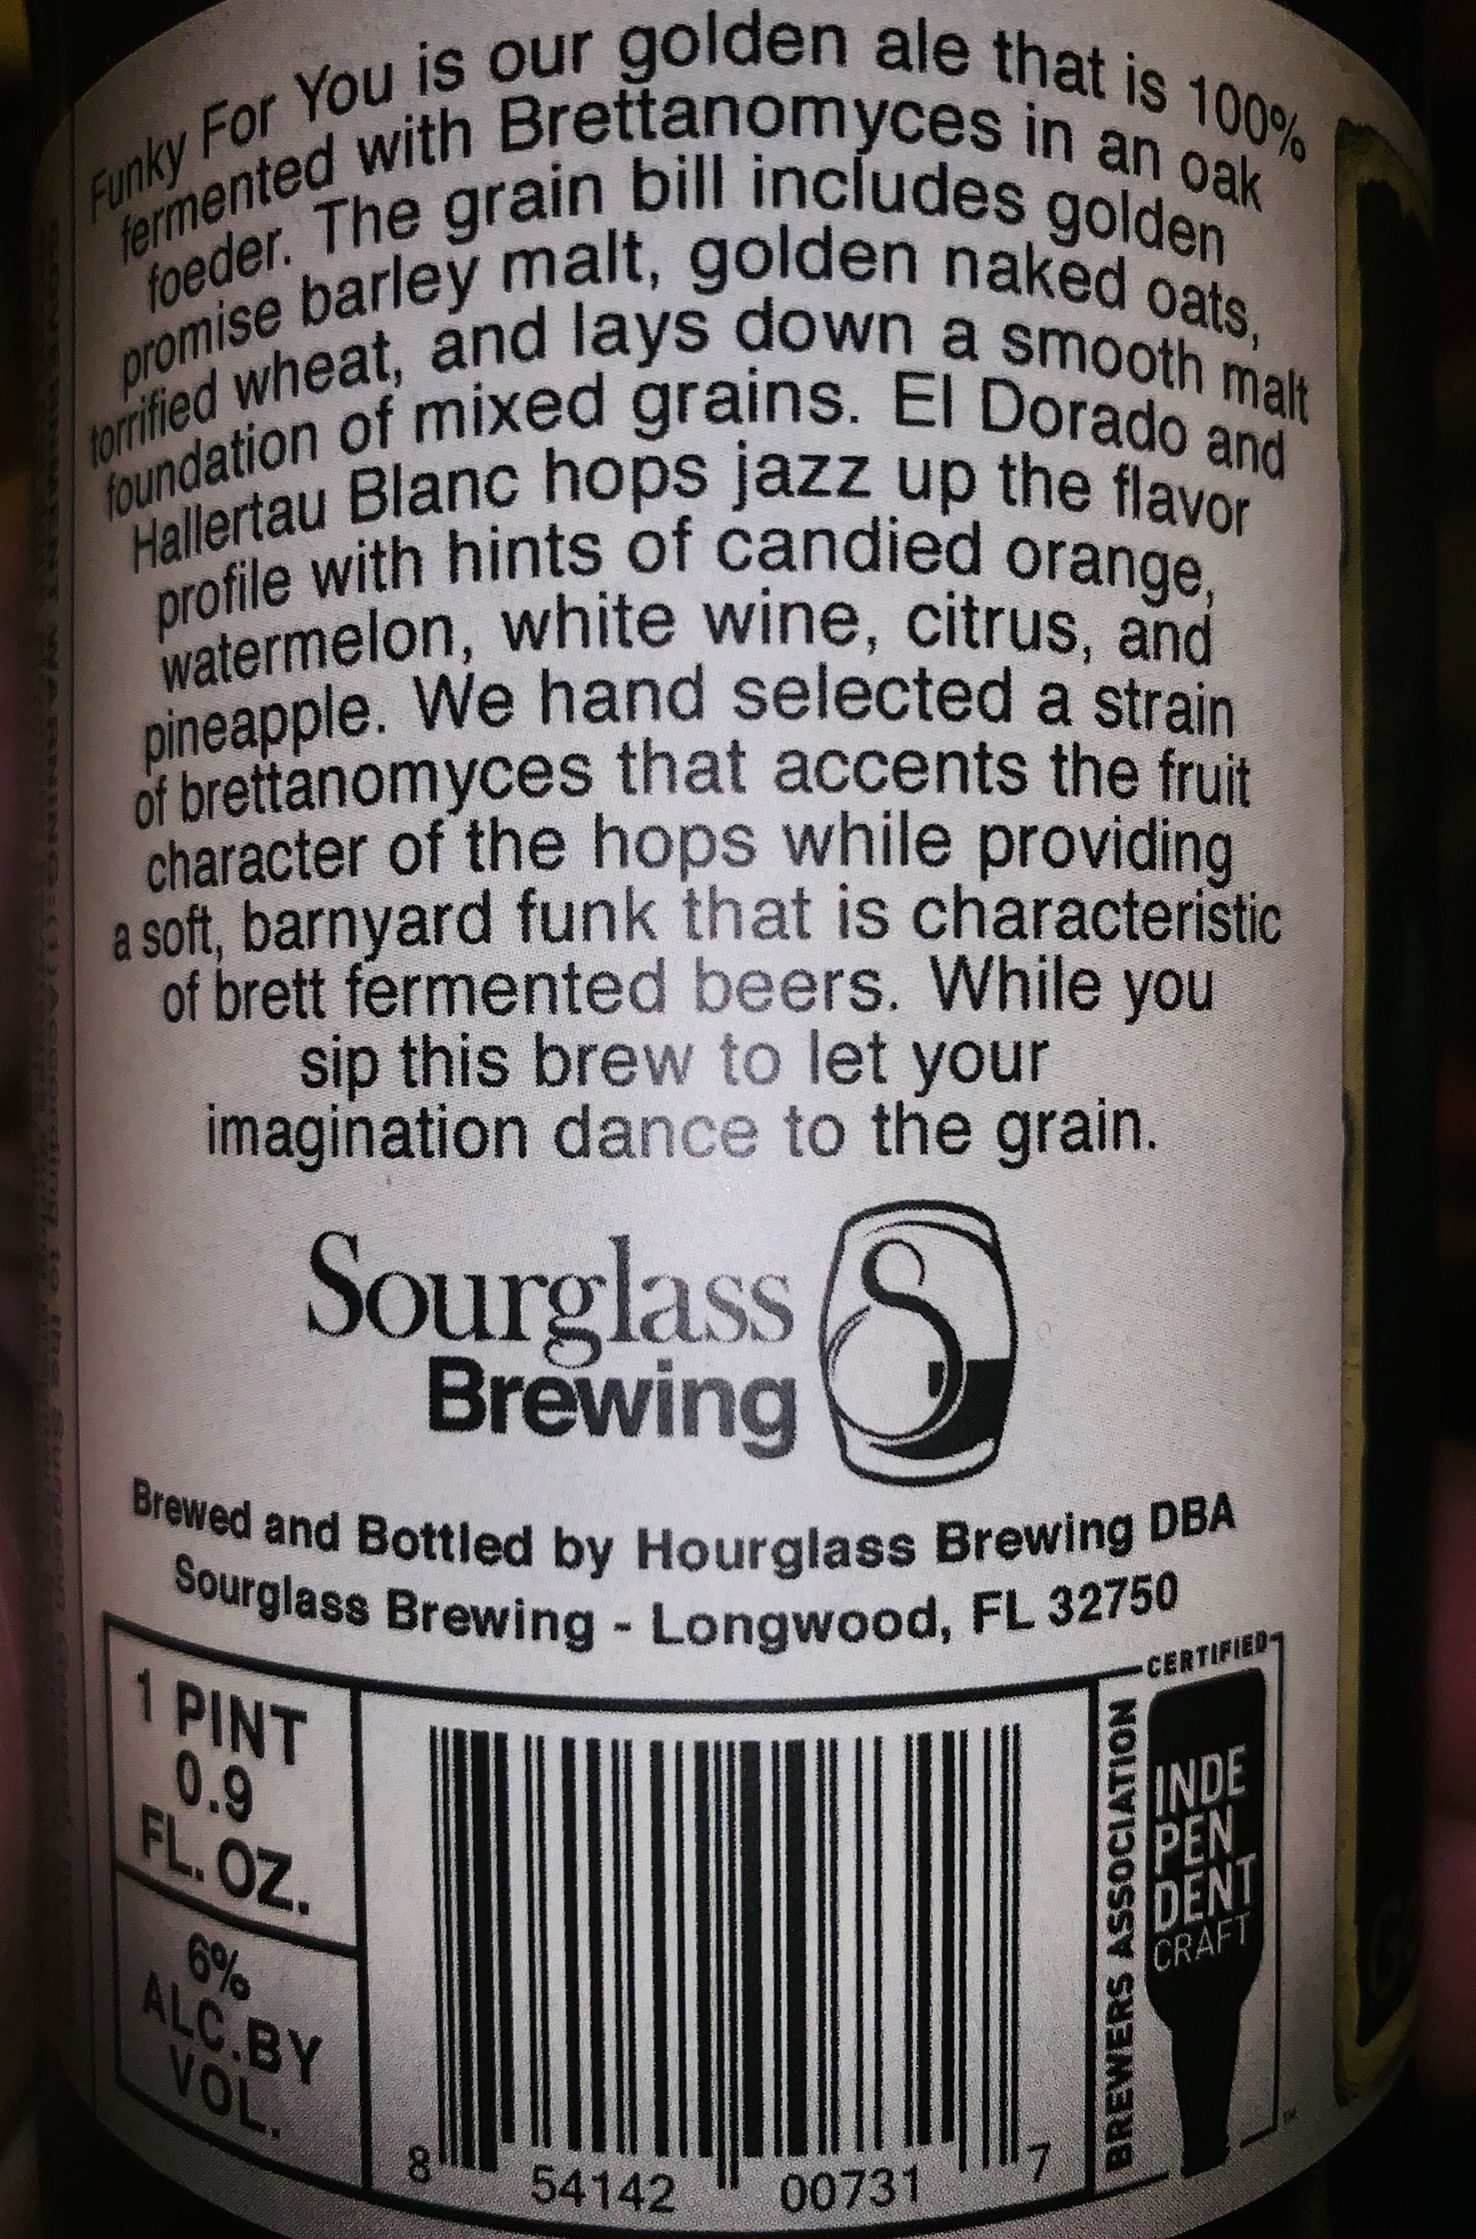 Funky For You is our golden ale that is 100%
fermented with Brettanomyces in an oak
foeder. The grain bill includes golden
promise barley malt, golden naked oats,
torrified wheat, and lays down a smooth malt
foundation of mixed grains. El Dorado and
Hallertau Blanc hops jazz up the flavor
profile with hints of candied orange,
watermelon, white wine, citrus, and
pineapple. We hand selected a strain
of brettanomyces that accents the fruit
character of the hops while providing
a soft, barnyard funk that is characteristic
of brett fermented beers. While you
sip this brew to let your
imagination dance to the grain.
Sourglass
Brewing
S
Brewed and Bottled by Hourglass Brewing DBA
Sourglass Brewing - Longwood, FL 32750
1 PINT
0.9
FL. OZ.
6%
ALC.BY
VOL.
8 54142 00731 7
BREWERS ASSOCIATION
CERTIFIED
INDE
PEN
DENT
CRAFT
TM